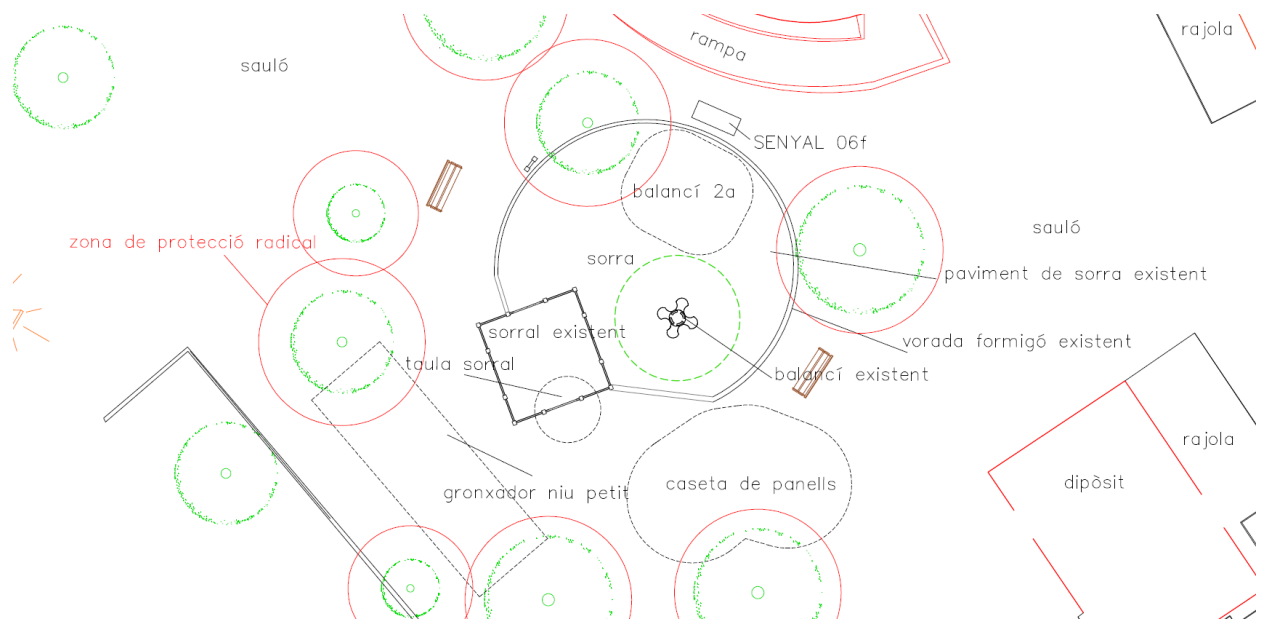 rajola
rampa
sauló
SENYAL 06f
balancí 2a
sauló
zona de protecció radical
sorra
paviment de sorra existent
sorral existent
vorada formigó existent
taula sorral
balancí existent
rajola
dipòsit
caseta de panells
gronxador niu petit